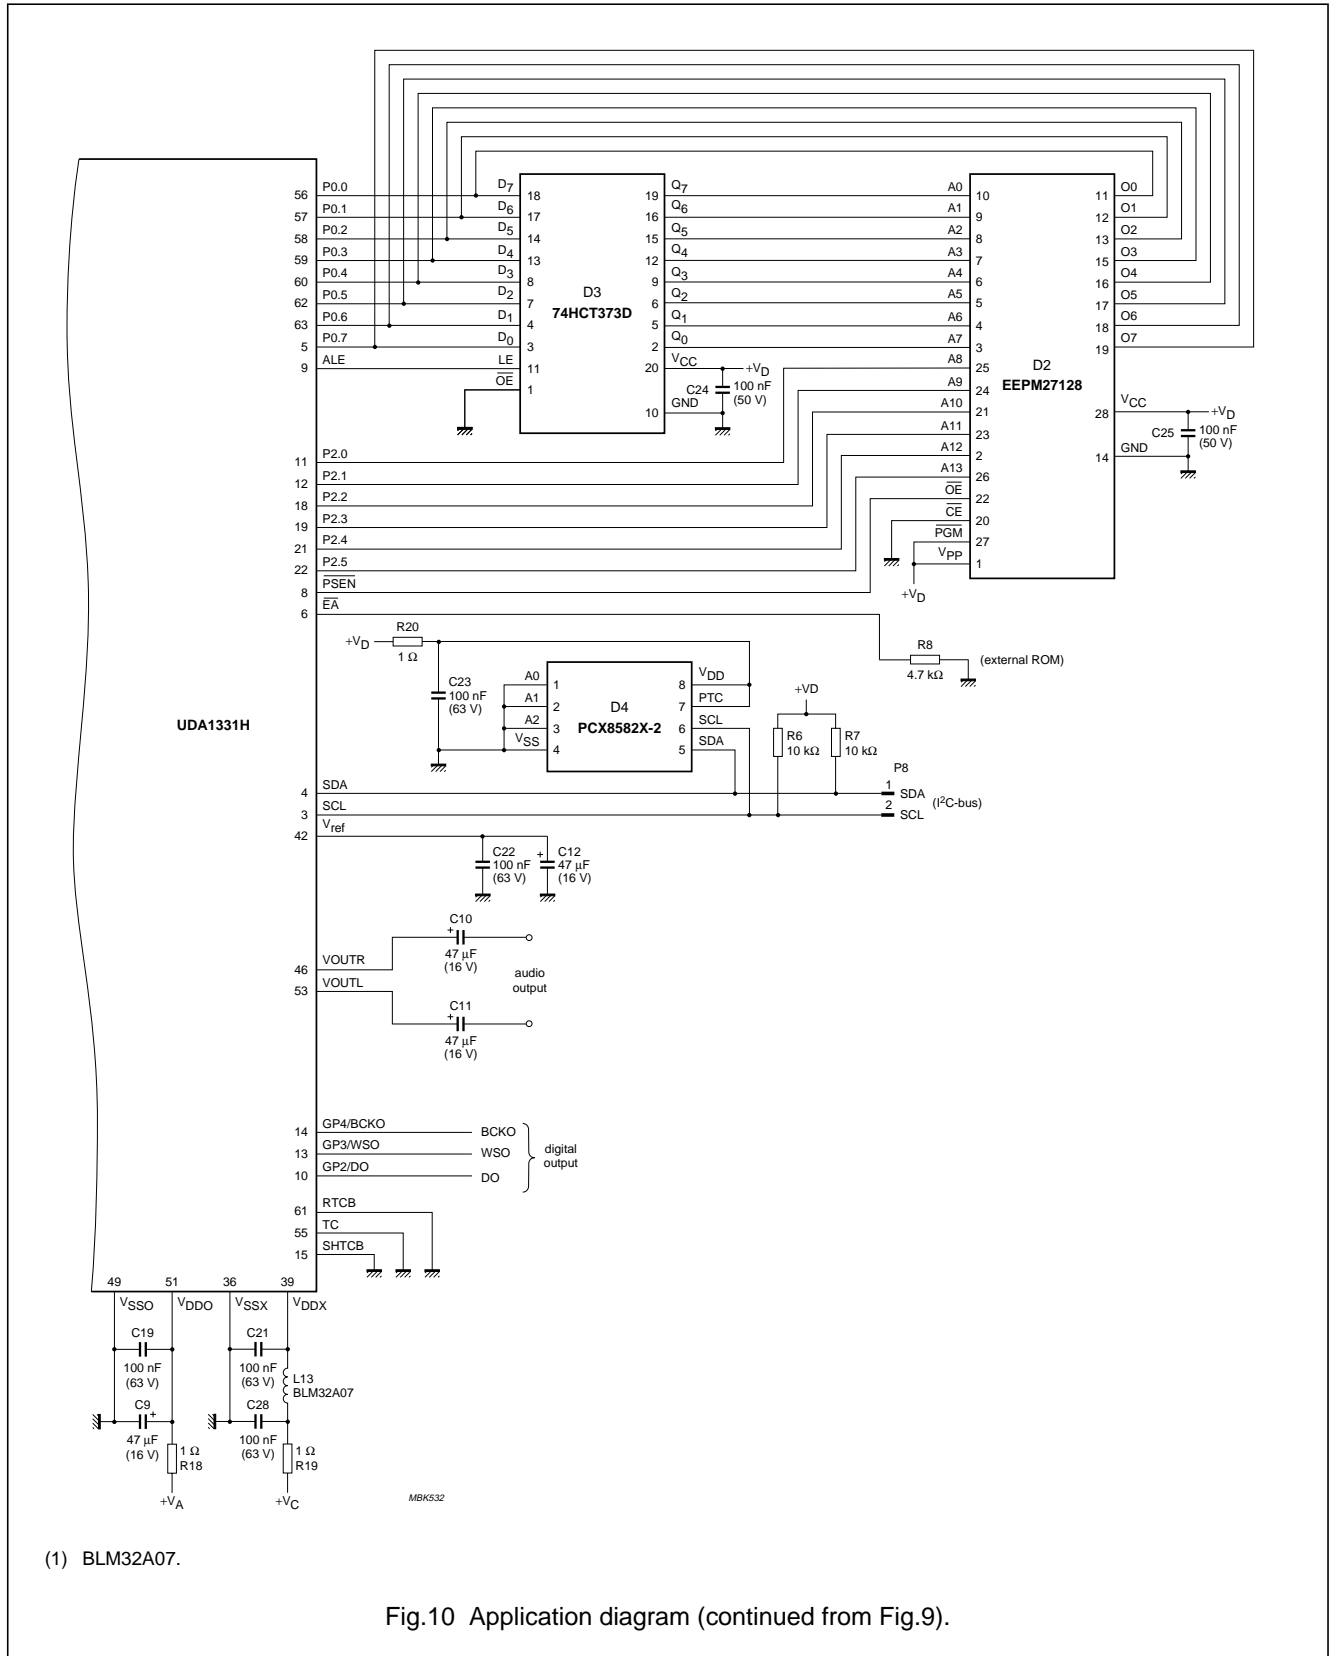 56 P0.0
57 P0.1
58 P0.2
59 P0.3
60 P0.4
62 P0.5
63 P0.6
5 P0.7
9 ALE
D7 18
D6 17
D5 14
D4 13
D3 8
D2 7
D1 4
D0 3
LE 11
OE 1
D3
74HCT373D
19 Q7
16 Q6
15 Q5
12 Q4
9 Q3
6 Q2
5 Q1
2 Q0
20 VCC
10 GND
+VD
C24 100 nF
(50 V)
A0 10
A1 9
A2 8
A3 7
A4 6
A5 5
A6 4
A7 3
A8 25
A9 24
A10 21
A11 23
A12 2
A13 26
OE 22
CE 20
PGM 27
VPP 1
+VD
D2
EEPM27128
11 O0
12 O1
13 O2
15 O3
16 O4
17 O5
18 O6
19 O7
28 VCC
14 GND
+VD
C25 100 nF
(50 V)
11 P2.0
12 P2.1
18 P2.2
19 P2.3
21 P2.4
22 P2.5
8 PSEN
6 EA
R8
4.7 kΩ
(external ROM)
+VD R20
1 Ω
C23
100 nF
(63 V)
A0 1
A1 2
A2 3
VSS 4
D4
PCX8582X-2
8 VDD
7 PTC
6 SCL
5 SDA
+VD
R6
10 kΩ
R7
10 kΩ
P8
1 SDA
2 SCL
(I²C-bus)
UDA1331H
4 SDA
3 SCL
42 Vref
C22
100 nF
(63 V)
+ C12
47 µF
(16 V)
46 VOUTR
53 VOUTL
C10
+
47 µF
(16 V)
audio
output
C11
+
47 µF
(16 V)
14 GP4/BCKO BCKO
13 GP3/WSO WSO
10 GP2/DO DO
digital
output
61 RTCB
55 TC
15 SHTCB
49 51 36 39
VSSO VDDO VSSX VDDX
C19
100 nF
(63 V)
C9
+
47 µF
(16 V)
1 Ω
R18
+VA
C21
100 nF
(63 V)
L13
BLM32A07
C28
100 nF
(63 V)
1 Ω
R19
+VC
MBK532
(1) BLM32A07.
Fig.10 Application diagram (continued from Fig.9).